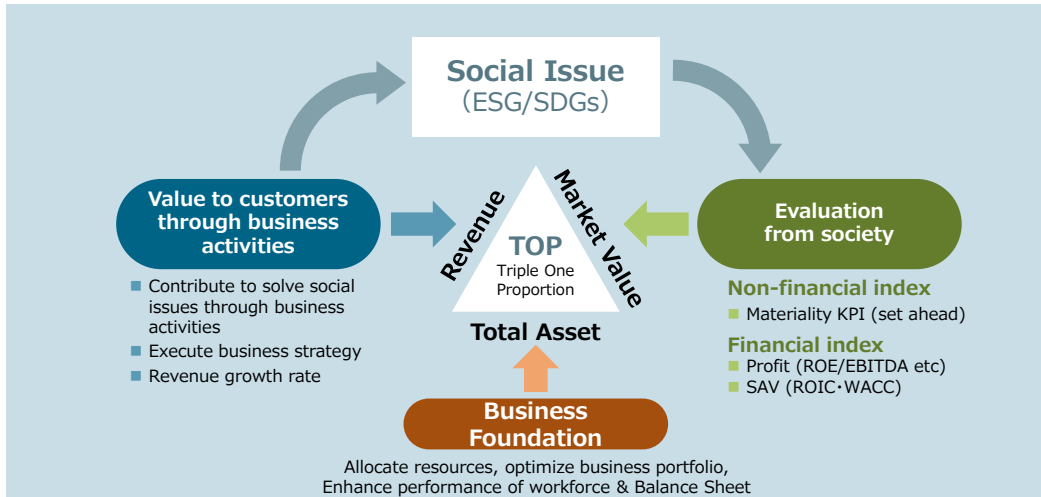 Social Issue
(ESG/SDGs)
Value to customers
through business
activities
■ Contribute to solve social
issues through business
activities
■ Execute business strategy
■ Revenue growth rate
Revenue
Market Value
TOP
Triple One
Proportion
Total Asset
Evaluation
from society
Non-financial index
■ Materiality KPI (set ahead)
Financial index
■ Profit (ROE/EBITDA etc)
■ SAV (ROIC・WACC)
Business
Foundation
Allocate resources, optimize business portfolio,
Enhance performance of workforce & Balance Sheet